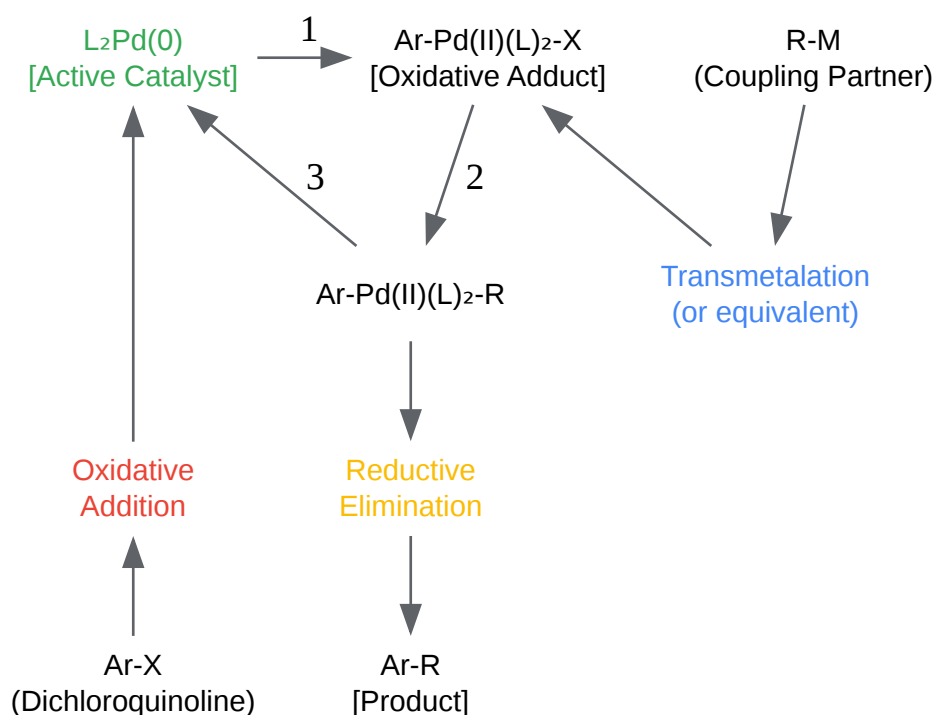 L₂Pd(0)
[Active Catalyst]
1
Ar-Pd(II)(L)₂-X
[Oxidative Adduct]
R-M
(Coupling Partner)
3
2
Ar-Pd(II)(L)₂-R
Transmetalation
(or equivalent)
Oxidative
Addition
Reductive
Elimination
Ar-X
(Dichloroquinoline)
Ar-R
[Product]